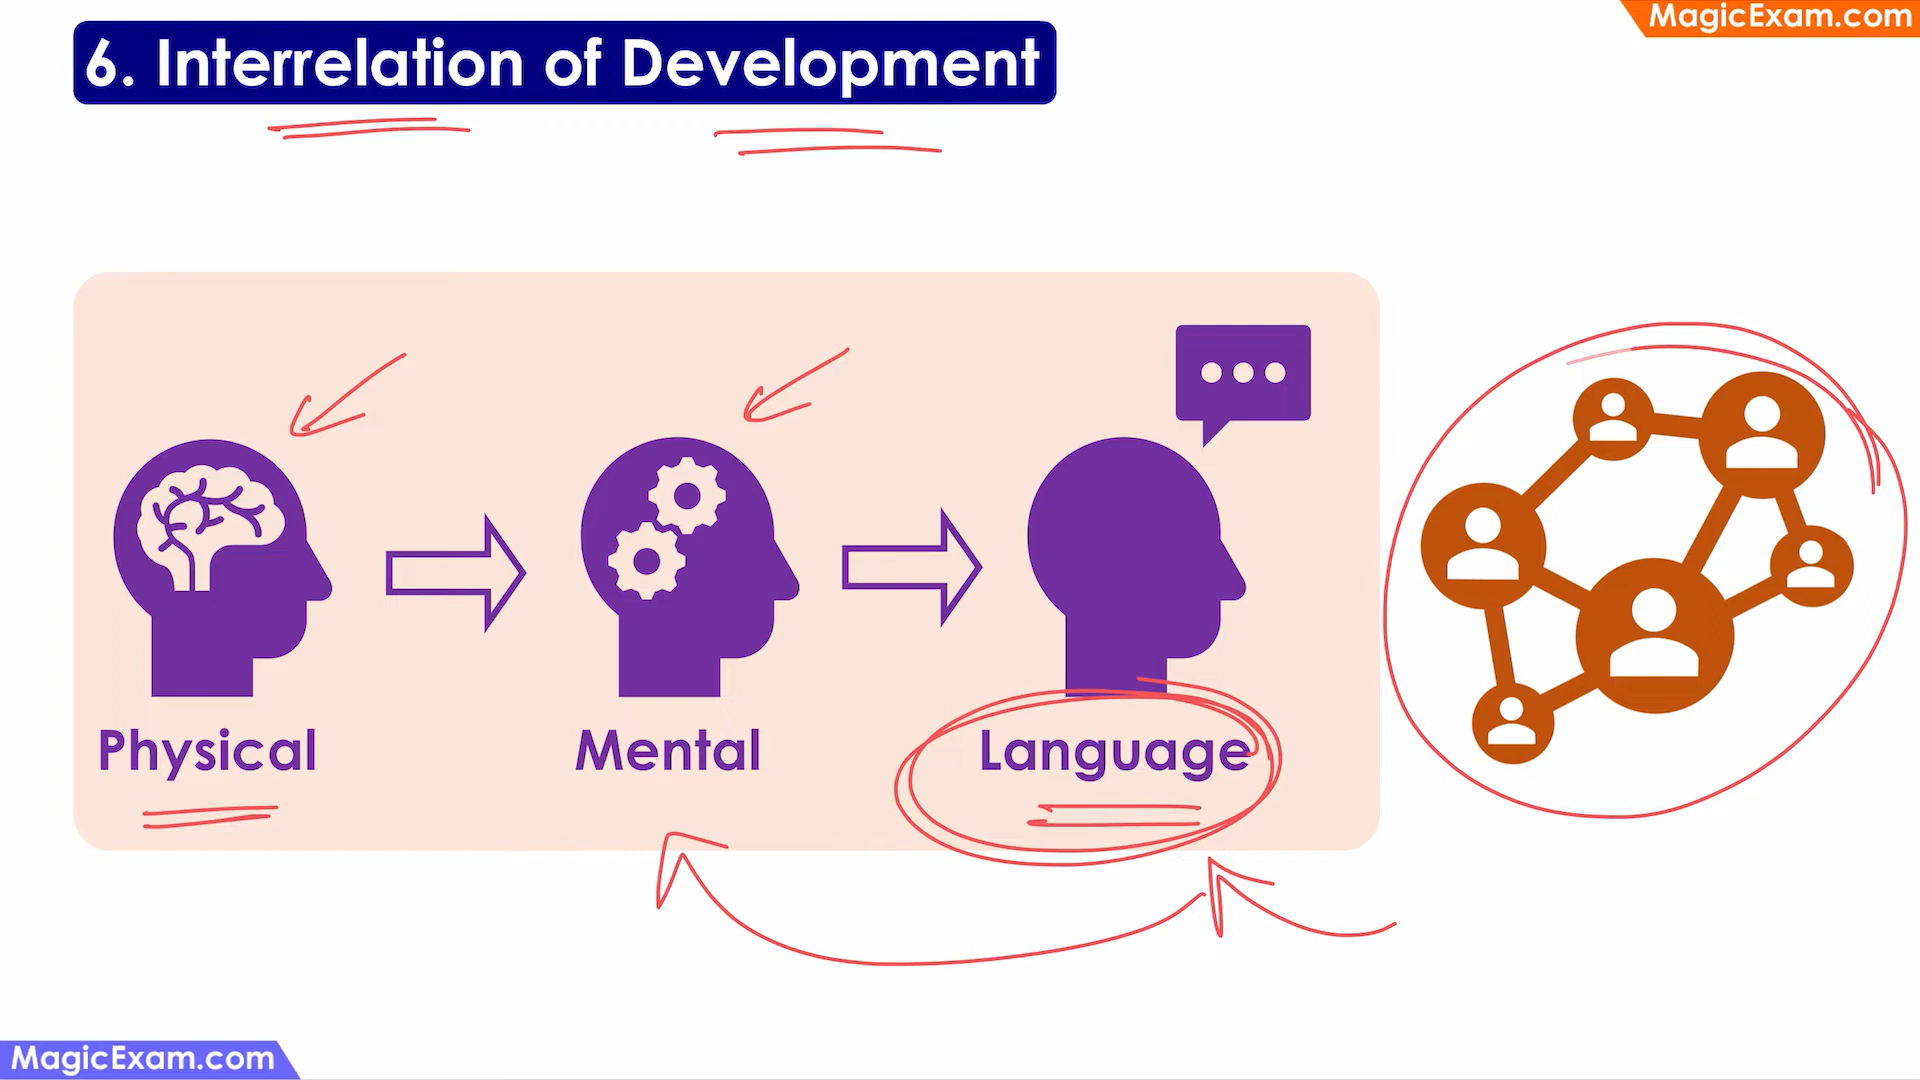 MagicExam.com
6. Interrelation of Development
Physical
Mental
Language
MagicExam.com